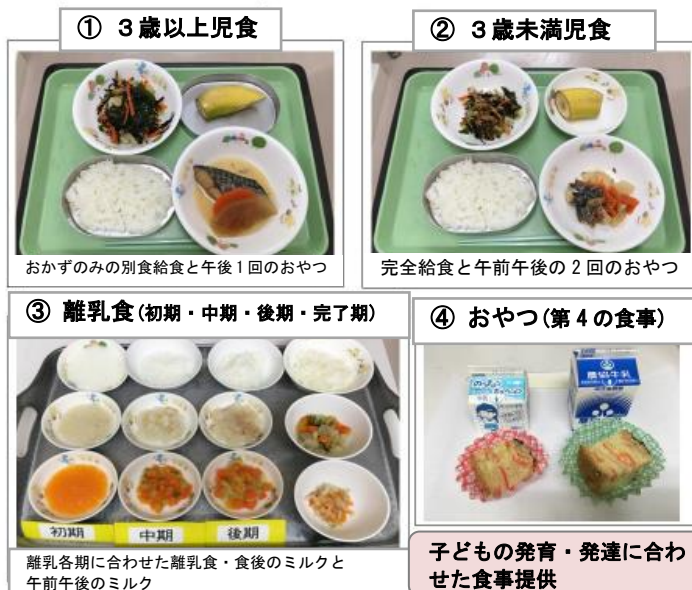 ① ３歳以上児食
② ３歳未満児食
おかずのみの別食給食と午後１回のおやつ
完全給食と午前午後の２回のおやつ
③ 離乳食(初期・中期・後期・完了期)
④ おやつ(第４の食事)
農協牛乳
初期
中期
後期
離乳各期に合わせた離乳食・食後のミルクと
午前午後のミルク
子どもの発育・発達に合わ
せた食事提供